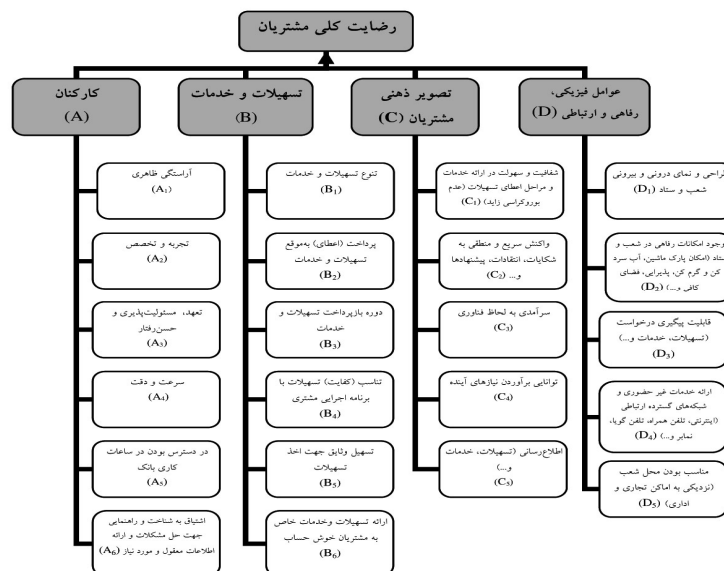 رضایت کلی مشتریان
کارکنان
(A)
تسهیلات و خدمات
(B)
تصویر ذهنی
مشتریان (C)
عوامل فیزیکی،
رفاهی و ارتباطی (D)
آراستگی ظاهری
(A1)
تجربه و تخصص
(A2)
تعهد، مسئولیت‌پذیری و
حسن‌رفتار
(A3)
سرعت و دقت
(A4)
در دسترس بودن در ساعات
کاری بانک
(A5)
اشتیاق به شناخت و راهنمایی
جهت حل مشکلات و ارائه
اطلاعات معقول و مورد نیاز (A6)
تنوع تسهیلات و خدمات
(B1)
پرداخت (اعطای) به‌موقع
تسهیلات و خدمات
(B2)
دوره بازپرداخت تسهیلات و
خدمات
(B3)
تناسب (کفایت) تسهیلات با
برنامه اجرایی مشتری
(B4)
تسهیل وثایق جهت اخذ
تسهیلات
(B5)
ارائه تسهیلات وخدمات خاص
به مشتریان خوش حساب
(B6)
شفافیت و سهولت در ارائه خدمات
و مراحل اعطای تسهیلات (عدم
بوروکراسی زاید) (C1)
واکنش سریع و منطقی به
شکایات، انتقادات، پیشنهادها
و... (C2)
سرآمدی به لحاظ فناوری
(C3)
توانایی برآوردن نیازهای آینده
(C4)
اطلاع‌رسانی (تسهیلات، خدمات
و...)
(C5)
طراحی و نمای درونی و بیرونی
شعب و ستاد (D1)
وجود امکانات رفاهی در شعب و
ستاد (امکان پارک ماشین، آب سرد
کن و گرم کن، پذیرایی، فضای
کافی و...) (D2)
قابلیت پیگیری درخواست
(تسهیلات، خدمات و...)
(D3)
ارائه خدمات غیر حضوری و
شبکه‌های گسترده ارتباطی
(اینترنتی، تلفن همراه، تلفن گویا،
نمابر و...) (D4)
مناسب بودن محل شعب
(نزدیکی به اماکن تجاری و
اداری) (D5)